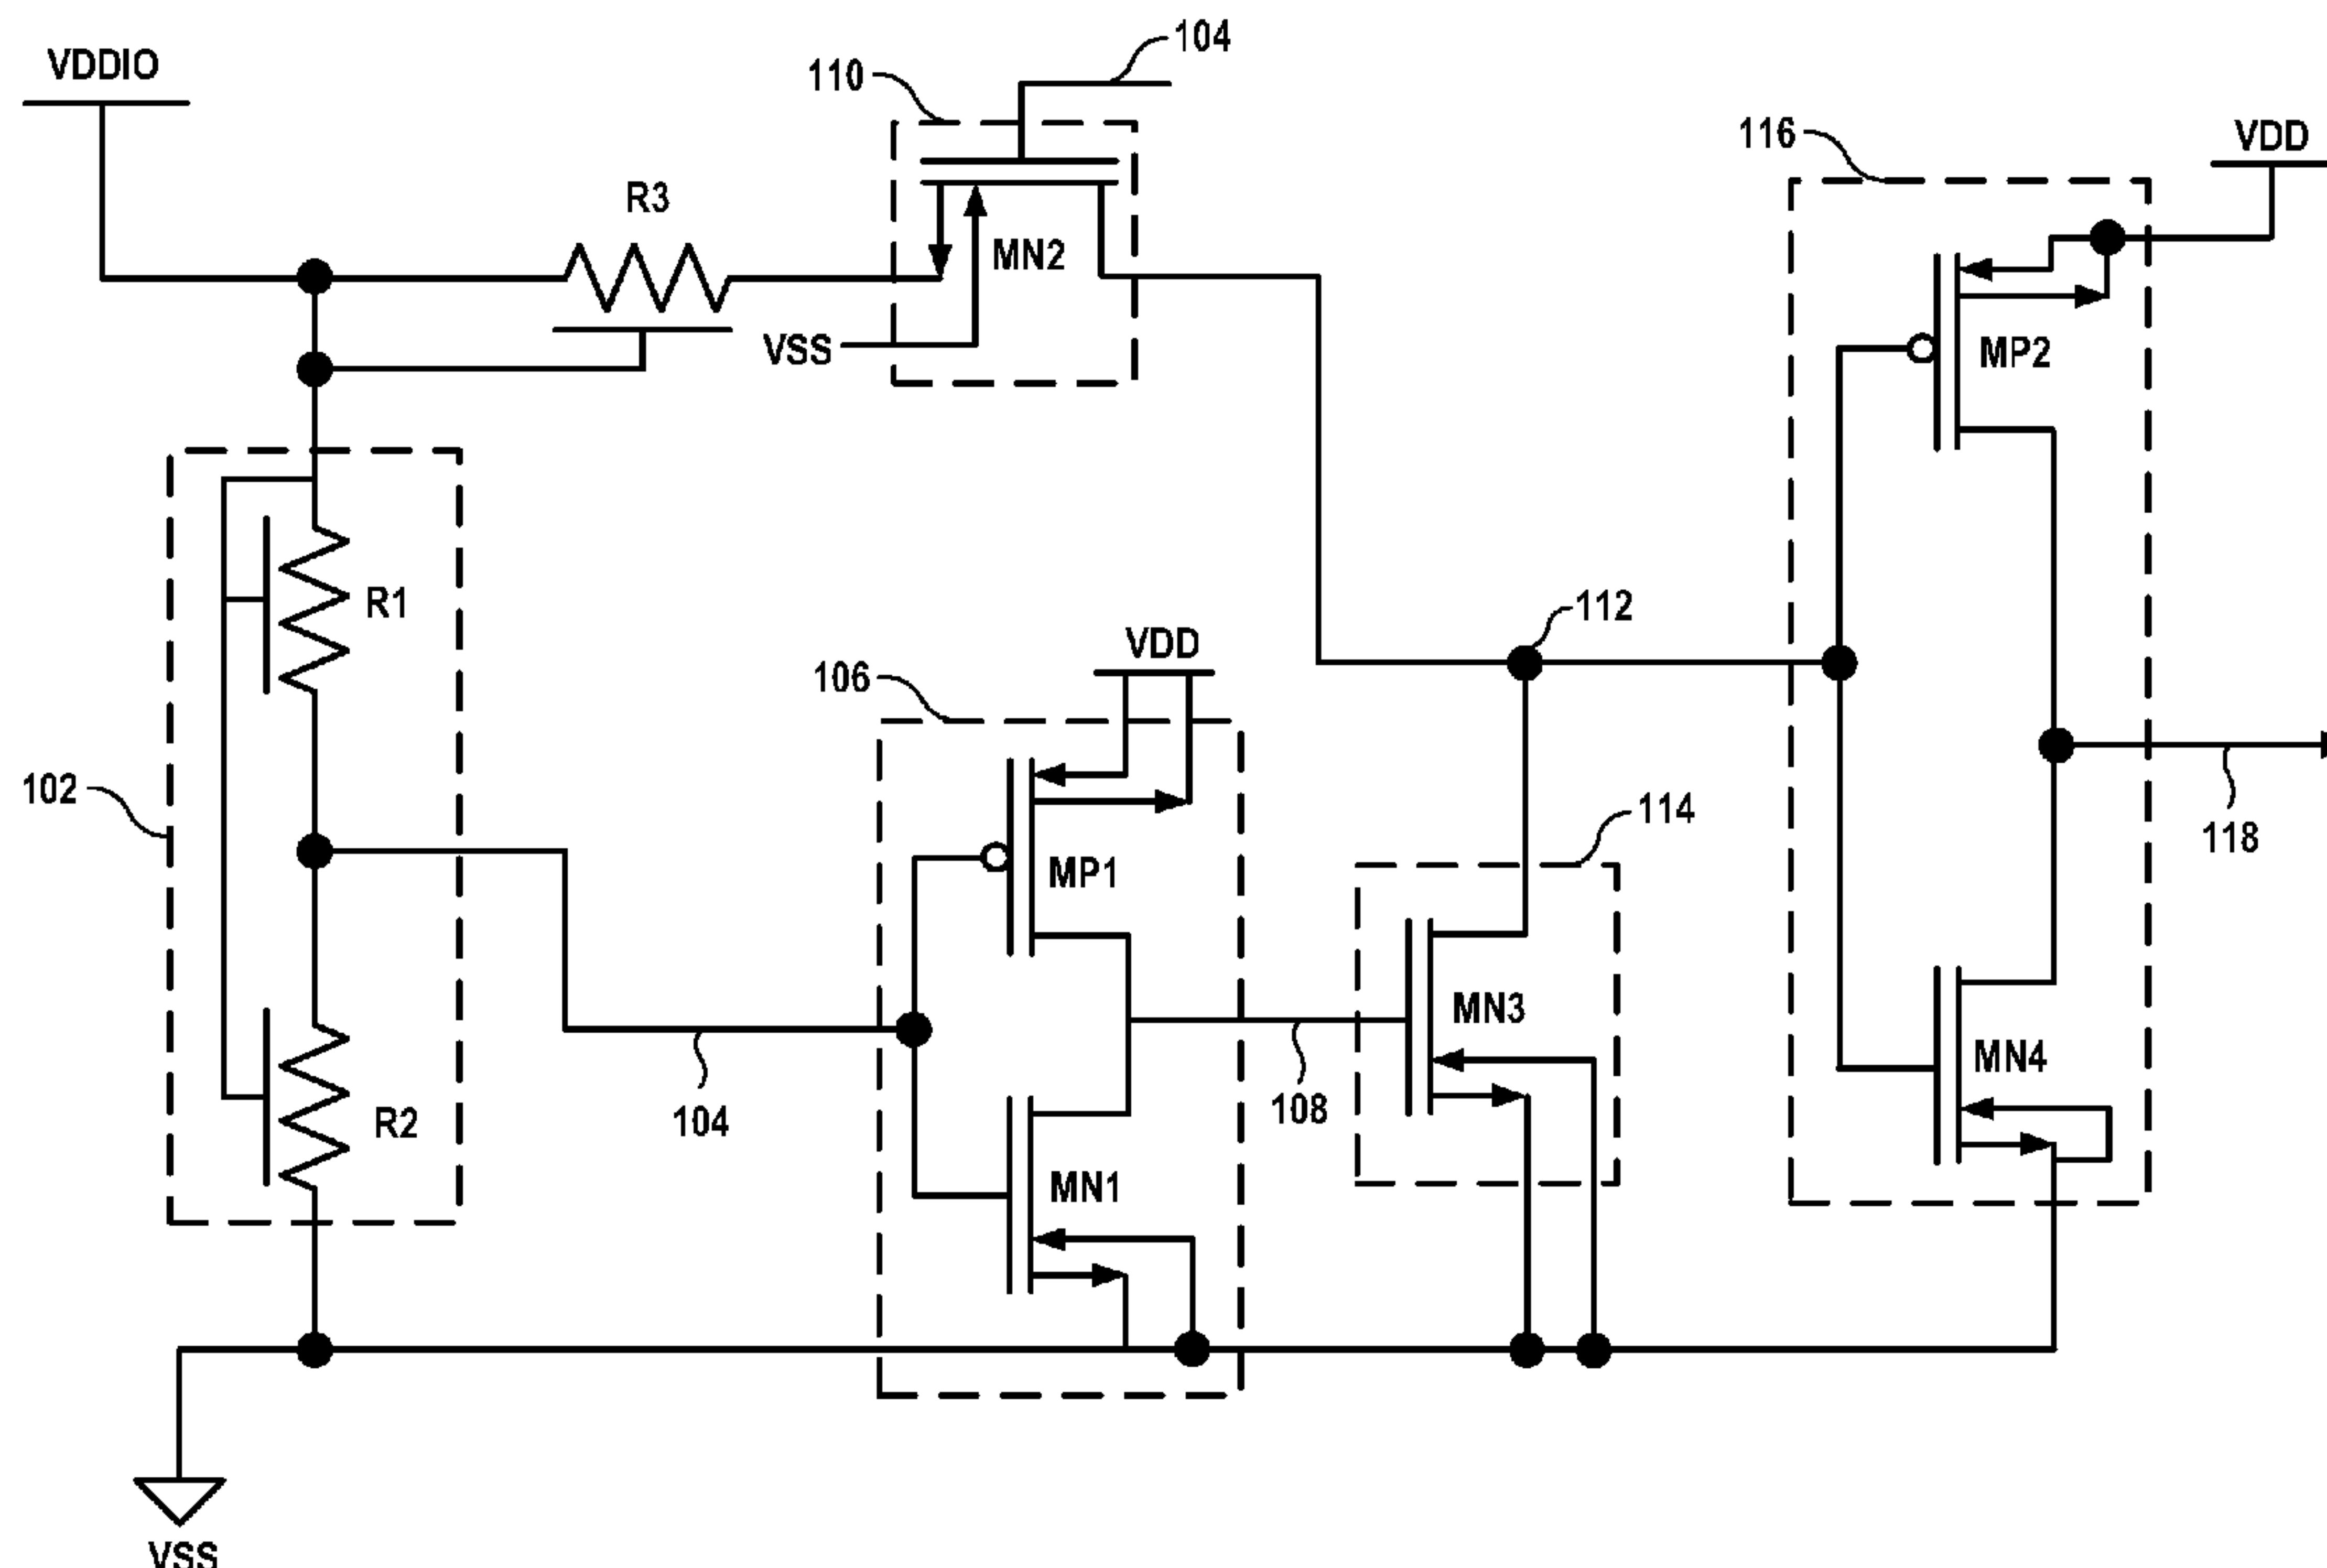 104
VDDIO
110
116
VDD
R3
MN2
VSS
MP2
R1
112
VDD
106
102
114
118
MP1
MN3
MN4
104
108
R2
MN1
VSS